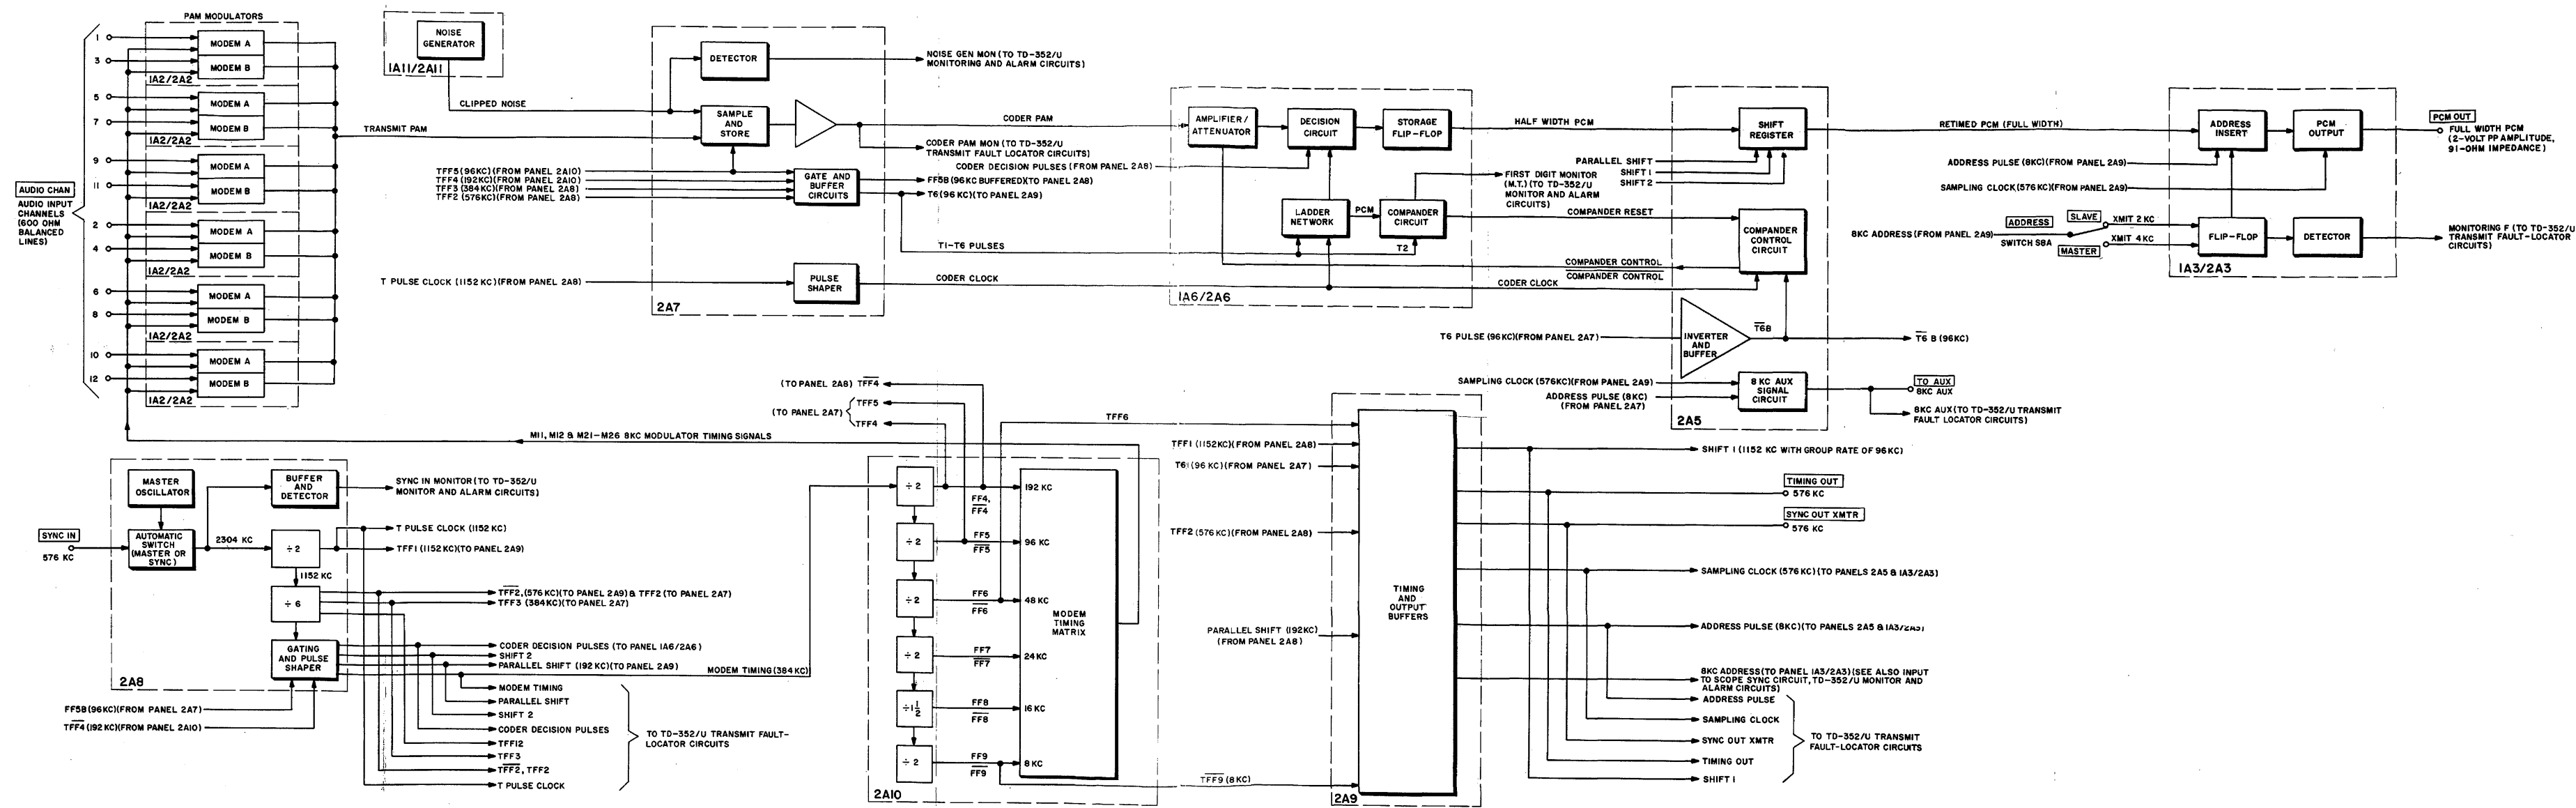 PAM MODULATORS
1
3
MODEM A
MODEM B
1A2/2A2
5
7
MODEM A
MODEM B
1A2/2A2
9
11
MODEM A
MODEM B
1A2/2A2
2
4
MODEM A
MODEM B
1A2/2A2
6
8
MODEM A
MODEM B
1A2/2A2
10
12
MODEM A
MODEM B
1A2/2A2
AUDIO CHAN
AUDIO INPUT
CHANNELS
(600 OHM
BALANCED
LINES)
NOISE
GENERATOR
1A11/2A11
CLIPPED NOISE
TRANSMIT PAM
DETECTOR
NOISE GEN MON (TO TD-352/U
MONITORING AND ALARM CIRCUITS)
SAMPLE
AND
STORE
CODER PAM
CODER PAM MON (TO TD-352/U
TRANSMIT FAULT LOCATOR CIRCUITS)
CODER DECISION PULSES (FROM PANEL 2A8)
TFF5 (96KC)(FROM PANEL 2A10)
TFF4 (192KC)(FROM PANEL 2A10)
TFF3 (384KC)(FROM PANEL 2A8)
TFF2 (576KC)(FROM PANEL 2A8)
GATE AND
BUFFER
CIRCUITS
FF5B (96KC BUFFERED)(TO PANEL 2A8)
T6 (96KC)(TO PANEL 2A9)
T1-T6 PULSES
T PULSE CLOCK (1152 KC)(FROM PANEL 2A8)
PULSE
SHAPER
CODER CLOCK
2A7
AMPLIFIER/
ATTENUATOR
DECISION
CIRCUIT
STORAGE
FLIP-FLOP
LADDER
NETWORK
PCM
COMPANDER
CIRCUIT
T2
1A6/2A6
HALF WIDTH PCM
FIRST DIGIT MONITOR
(M.T.) (TO TD-352/U
MONITOR AND ALARM
CIRCUITS)
PARALLEL SHIFT
SHIFT 1
SHIFT 2
COMPANDER RESET
COMPANDER CONTROL
COMPANDER CONTROL
CODER CLOCK
SHIFT
REGISTER
COMPANDER
CONTROL
CIRCUIT
T6B
T6 PULSE (96KC)(FROM PANEL 2A7)
INVERTER
AND
BUFFER
T6 B (96KC)
SAMPLING CLOCK (576KC)(FROM PANEL 2A9)
ADDRESS PULSE (8KC)
(FROM PANEL 2A7)
8 KC AUX
SIGNAL
CIRCUIT
2A5
TO AUX
8KC AUX
8KC AUX (TO TD-352/U TRANSMIT
FAULT LOCATOR CIRCUITS)
RETIMED PCM (FULL WIDTH)
ADDRESS PULSE (8KC)(FROM PANEL 2A9)
SAMPLING CLOCK (576KC)(FROM PANEL 2A9)
ADDRESS
SLAVE
XMIT 2 KC
8KC ADDRESS (FROM PANEL 2A9)
SWITCH S8A
XMIT 4KC
MASTER
ADDRESS
INSERT
PCM
OUTPUT
FLIP-FLOP
DETECTOR
1A3/2A3
PCM OUT
FULL WIDTH PCM
(2-VOLT PP AMPLITUDE,
91-OHM IMPEDANCE)
MONITORING F (TO TD-352/U
TRANSMIT FAULT-LOCATOR
CIRCUITS)
M11, M12 & M21-M26 8KC MODULATOR TIMING SIGNALS
MASTER
OSCILLATOR
BUFFER
AND
DETECTOR
SYNC IN MONITOR (TO TD-352/U
MONITOR AND ALARM CIRCUITS)
SYNC IN
576 KC
AUTOMATIC
SWITCH
(MASTER OR
SYNC)
2304 KC
÷2
T PULSE CLOCK (1152 KC)
TFF1 (1152KC)(TO PANEL 2A9)
1152 KC
÷6
TFF2, (576KC)(TO PANEL 2A9) & TFF2 (TO PANEL 2A7)
TFF3 (384KC)(TO PANEL 2A7)
GATING
AND PULSE
SHAPER
CODER DECISION PULSES (TO PANEL 1A6/2A6)
SHIFT 2
PARALLEL SHIFT (192 KC)(TO PANEL 2A9)
MODEM TIMING (384 KC)
2A8
FF5B (96KC)(FROM PANEL 2A7)
TFF4 (192 KC)(FROM PANEL 2A10)
MODEM TIMING
PARALLEL SHIFT
SHIFT 2
CODER DECISION PULSES
TFF12
TFF3
TFF2, TFF2
T PULSE CLOCK
TO TD-352/U TRANSMIT FAULT-
LOCATOR CIRCUITS
(TO PANEL 2A8) TFF4
TFF5
(TO PANEL 2A7)
TFF4
TFF6
÷2
FF4,
FF4
192 KC
÷2
FF5
FF5
96 KC
÷2
FF6
FF6
48 KC
÷2
FF7
FF7
24 KC
÷1 1/2
FF8
FF8
16 KC
÷2
FF9
FF9
8 KC
MODEM
TIMING
MATRIX
2A10
TFF9 (8KC)
TFF1 (1152KC)(FROM PANEL 2A8)
T6 (96 KC)(FROM PANEL 2A7)
TFF2 (576KC)(FROM PANEL 2A8)
PARALLEL SHIFT (192KC)
(FROM PANEL 2A8)
TIMING
AND
OUTPUT
BUFFERS
2A9
SHIFT 1 (1152 KC WITH GROUP RATE OF 96KC)
TIMING OUT
576 KC
SYNC OUT XMTR
576 KC
SAMPLING CLOCK (576 KC)(TO PANELS 2A5 & 1A3/2A3)
ADDRESS PULSE (8KC)(TO PANELS 2A5 & 1A3/2A3)
8KC ADDRESS (TO PANEL 1A3/2A3)(SEE ALSO INPUT
TO SCOPE SYNC CIRCUIT, TD-352/U MONITOR AND
ALARM CIRCUITS)
ADDRESS PULSE
SAMPLING CLOCK
SYNC OUT XMTR
TIMING OUT
SHIFT 1
TO TD-352/U TRANSMIT
FAULT-LOCATOR CIRCUITS